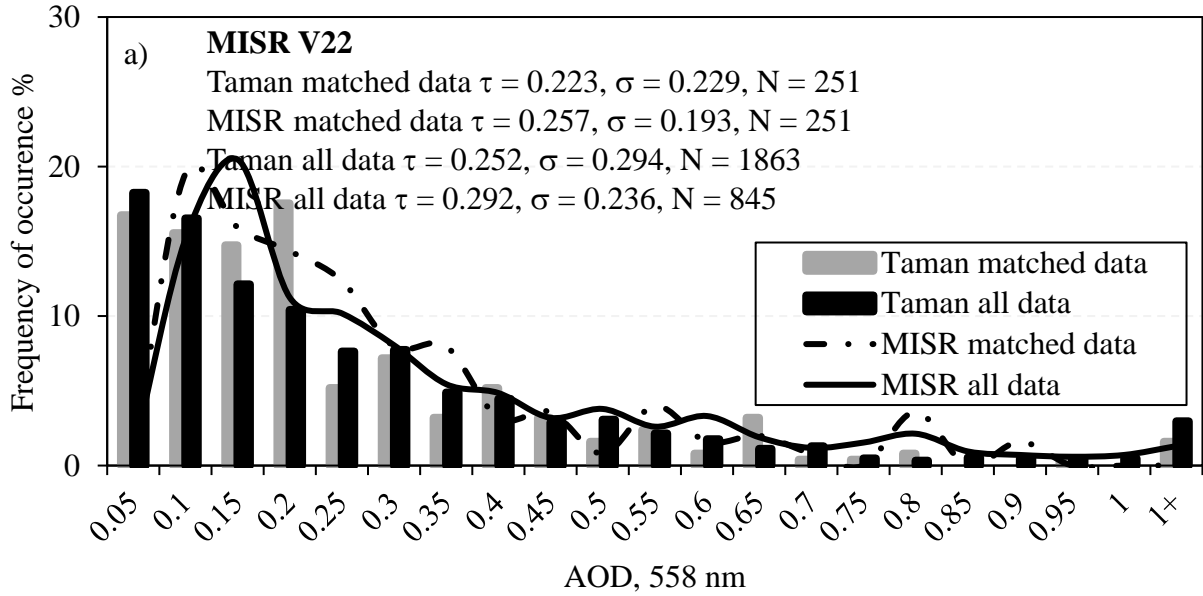 30
20
10
0
Frequency of occurence %
a)
MISR V22
Taman matched data τ = 0.223, σ = 0.229, N = 251
MISR matched data τ = 0.257, σ = 0.193, N = 251
Taman all data τ = 0.252, σ = 0.294, N = 1863
MISR all data τ = 0.292, σ = 0.236, N = 845
Taman matched data
Taman all data
MISR matched data
MISR all data
0.05 0.1 0.15 0.2 0.25 0.3 0.35 0.4 0.45 0.5 0.55 0.6 0.65 0.7 0.75 0.8 0.85 0.9 0.95 1 1+
AOD, 558 nm